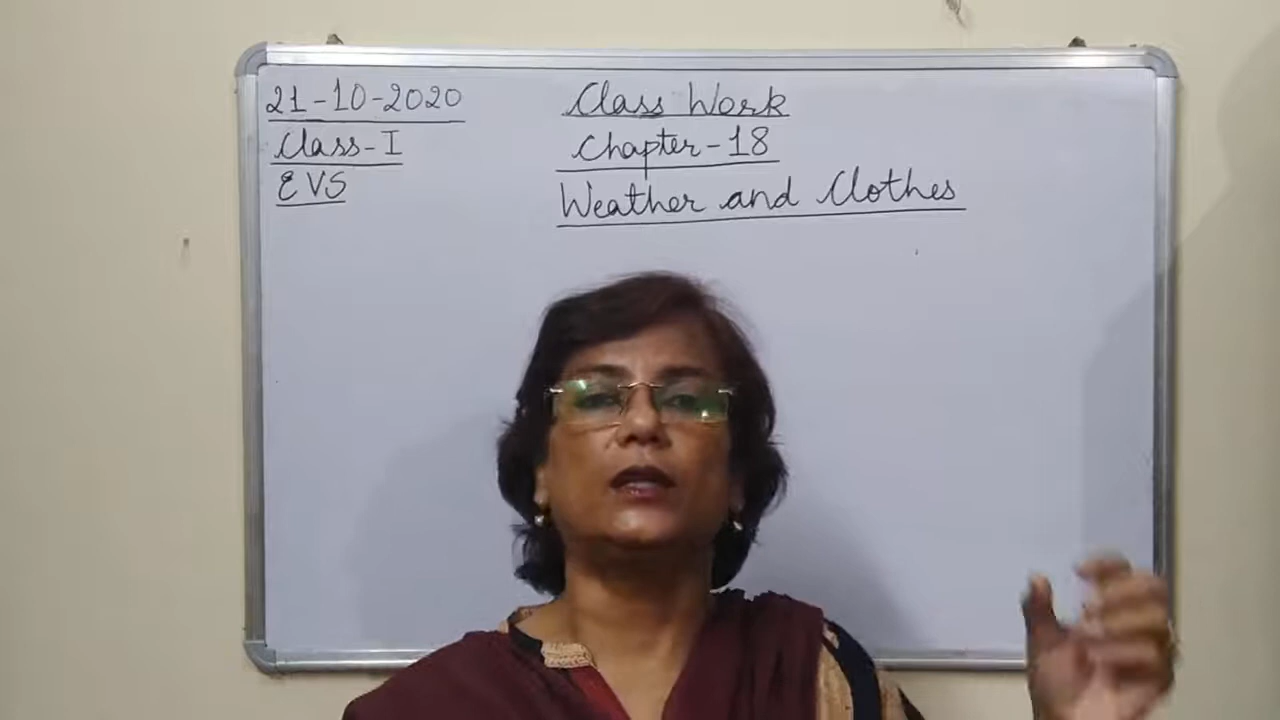 21-10-2020
Class-I
EVS
Class Work
Chapter-18
Weather and Clothes